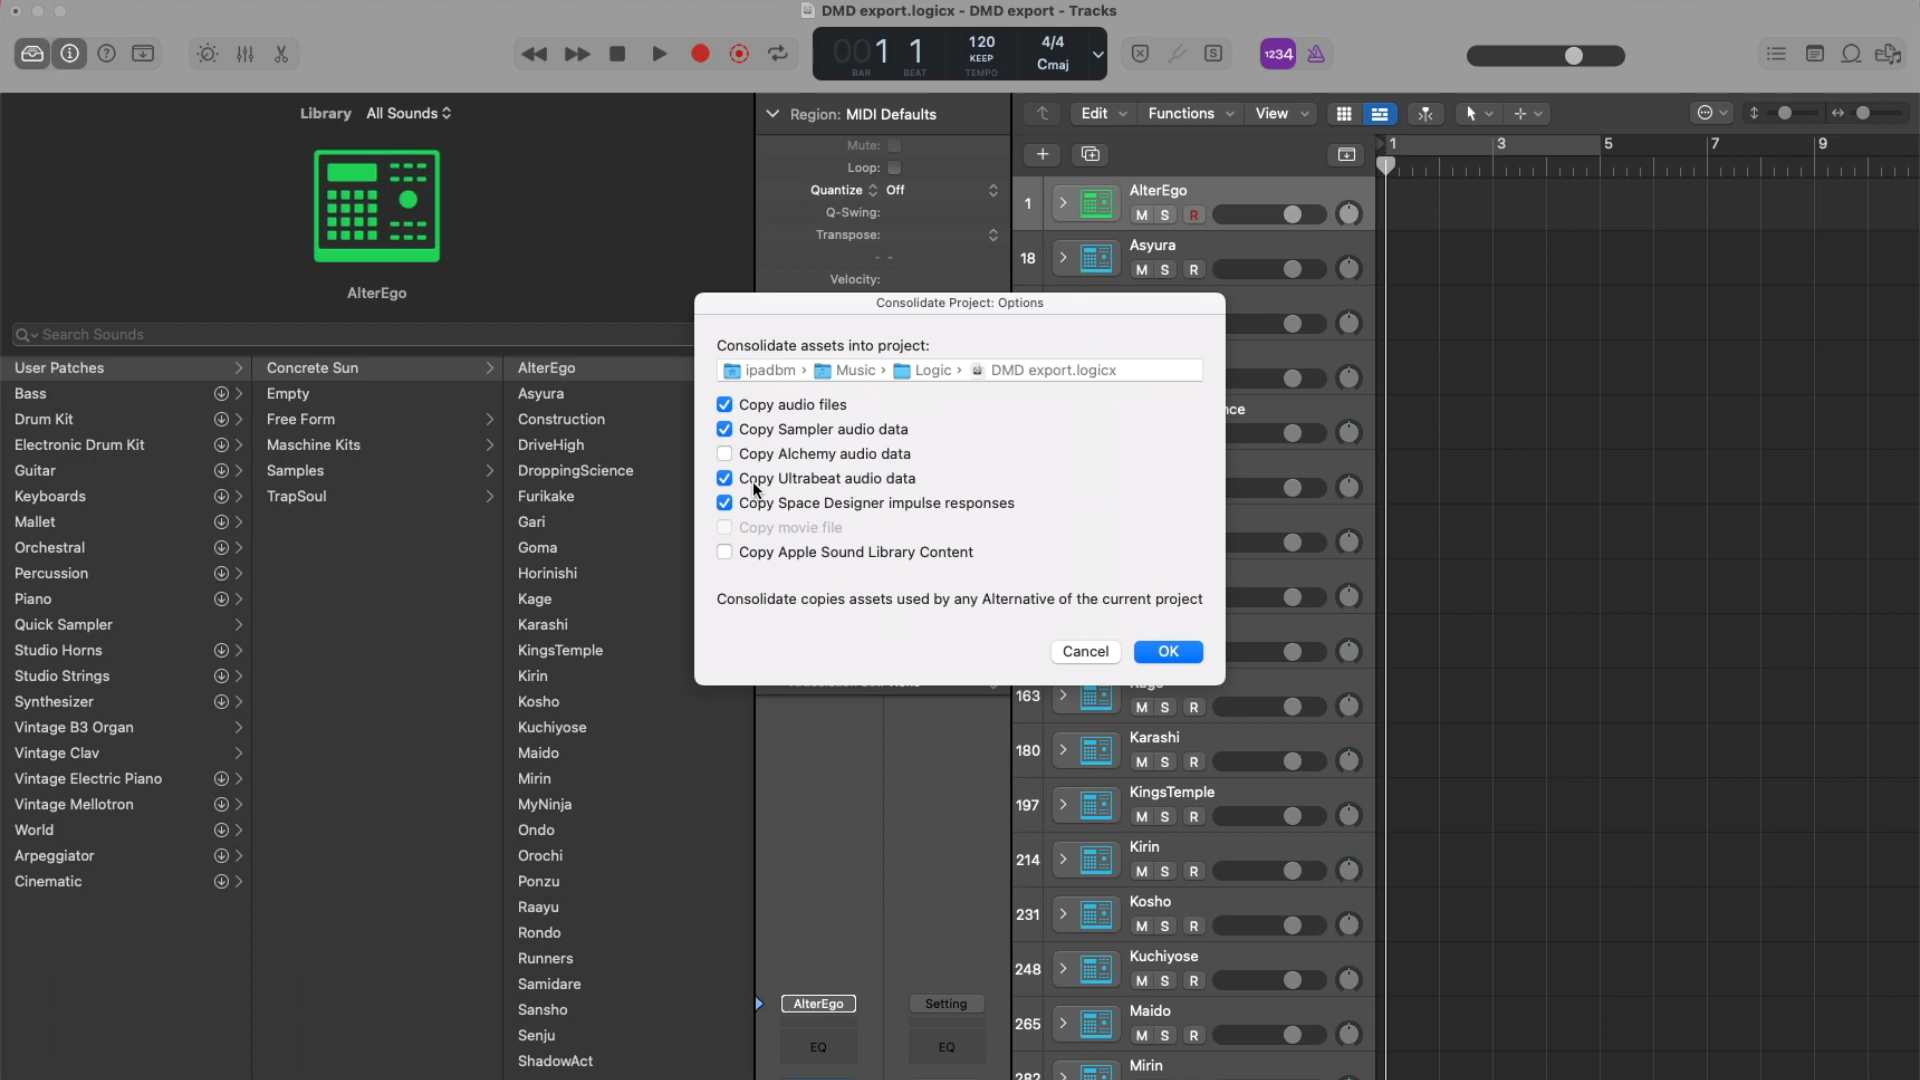 DMD export.logicx - DMD export - Tracks
001 1
BAR BEAT
120
KEEP
TEMPO
4/4
Cmaj
S
1234
Library All Sounds
AlterEgo
Search Sounds
User Patches
Bass
Drum Kit
Electronic Drum Kit
Guitar
Keyboards
Mallet
Orchestral
Percussion
Piano
Quick Sampler
Studio Horns
Studio Strings
Synthesizer
Vintage B3 Organ
Vintage Clav
Vintage Electric Piano
Vintage Mellotron
World
Arpeggiator
Cinematic
Concrete Sun
Empty
Free Form
Maschine Kits
Samples
TrapSoul
AlterEgo
Asyura
Construction
DriveHigh
DroppingScience
Furikake
Gari
Goma
Horinishi
Kage
Karashi
KingsTemple
Kirin
Kosho
Kuchiyose
Maido
Mirin
MyNinja
Ondo
Orochi
Ponzu
Raayu
Rondo
Runners
Samidare
Sansho
Senju
ShadowAct
Region: MIDI Defaults
Mute:
Loop:
Quantize Off
Q-Swing:
Transpose:
- -
Velocity:
Consolidate Project: Options
Consolidate assets into project:
ipadbm › Music › Logic › DMD export.logicx
Copy audio files
Copy Sampler audio data
Copy Alchemy audio data
Copy Ultrabeat audio data
Copy Space Designer impulse responses
Copy movie file
Copy Apple Sound Library Content
Consolidate copies assets used by any Alternative of the current project
Cancel OK
AlterEgo Setting
EQ EQ
Edit Functions View
1 3 5 7 9
1 AlterEgo
M S R
18 Asyura
M S R
nce
163
M S R
180 Karashi
M S R
197 KingsTemple
M S R
214 Kirin
M S R
231 Kosho
M S R
248 Kuchiyose
M S R
265 Maido
M S R
282 Mirin